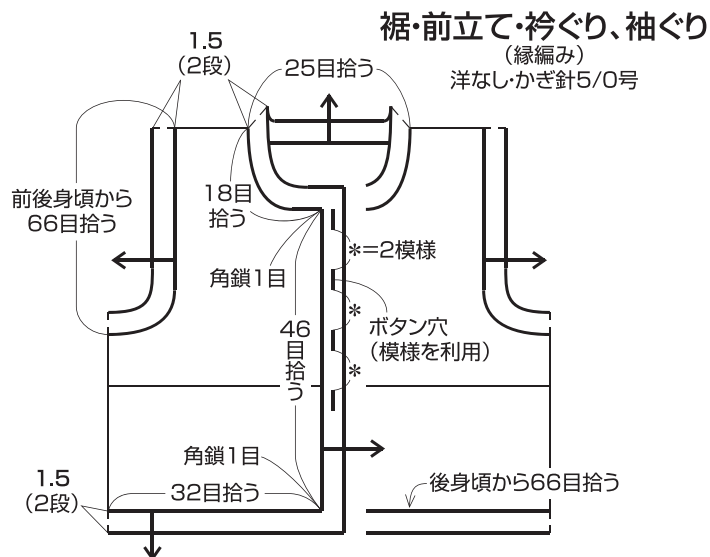 裾・前立て・衿ぐり、袖ぐり
(縁編み)
洋なし・かぎ針5/0号
1.5
(2段)
25目拾う
前後身頃から
66目拾う
18目
拾う
角鎖1目
＊=2模様
＊
＊
46目拾う
ボタン穴
(模様を利用)
角鎖1目
1.5
(2段)
32目拾う
後身頃から66目拾う